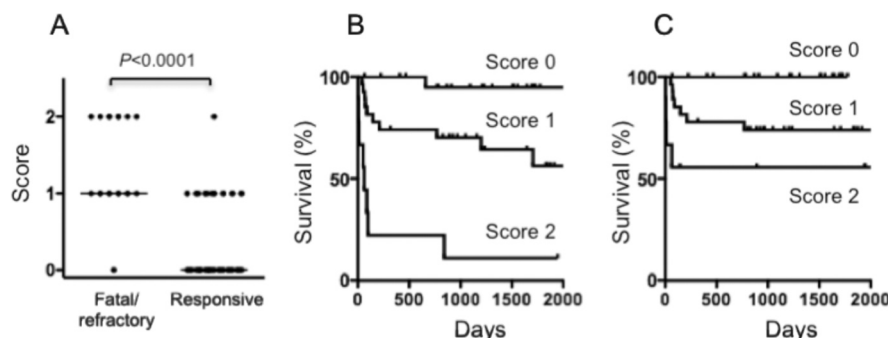 A
P<0.0001
Score
2
1
0
Fatal/
refractory
Responsive
B
Survival (%)
100
50
0
Score 0
Score 1
Score 2
0 500 1000 1500 2000
Days
C
Survival (%)
100
50
0
Score 0
Score 1
Score 2
0 500 1000 1500 2000
Days